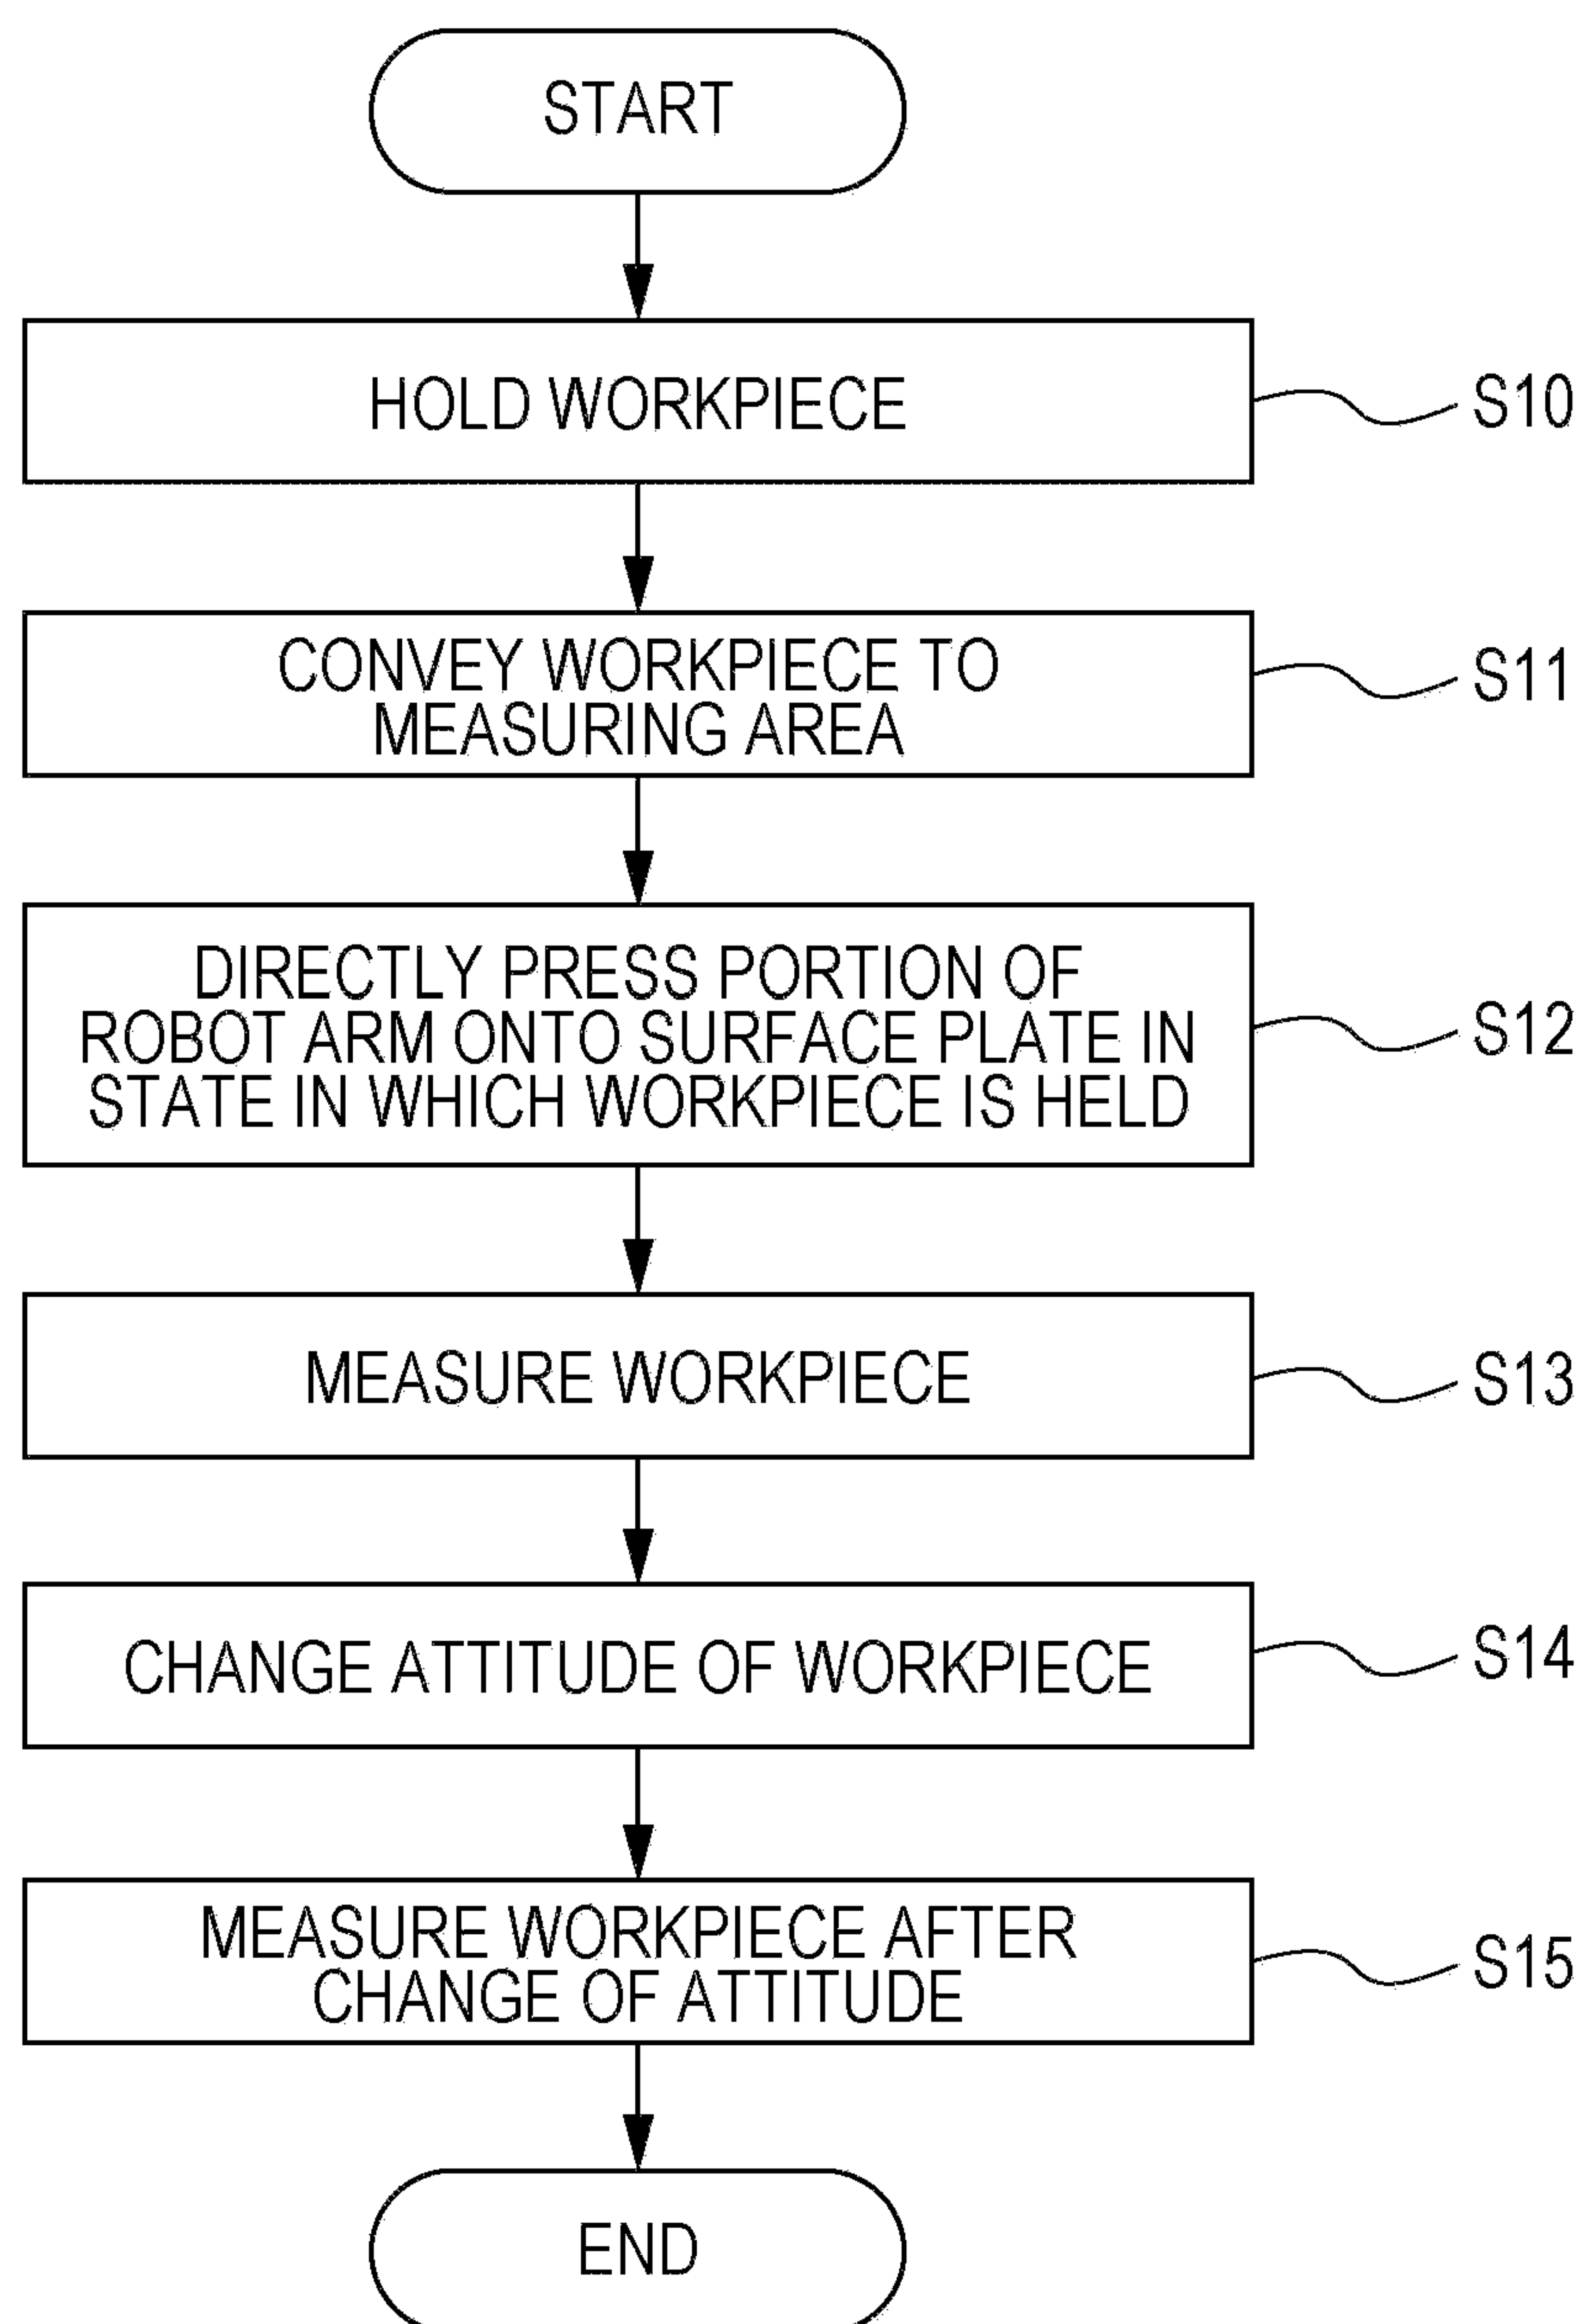 START
HOLD WORKPIECE
S10
CONVEY WORKPIECE TO
MEASURING AREA
S11
DIRECTLY PRESS PORTION OF
ROBOT ARM ONTO SURFACE PLATE IN
STATE IN WHICH WORKPIECE IS HELD
S12
MEASURE WORKPIECE
S13
CHANGE ATTITUDE OF WORKPIECE
S14
MEASURE WORKPIECE AFTER
CHANGE OF ATTITUDE
S15
END